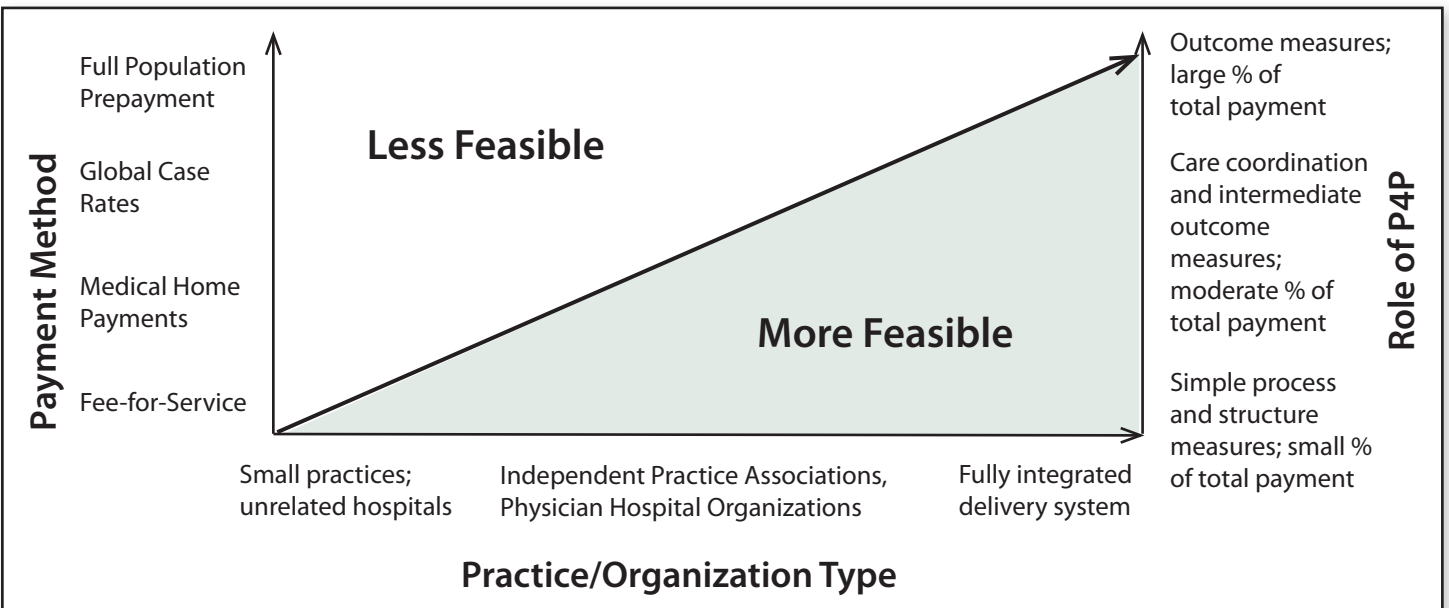 Payment Method
Full Population
Prepayment
Global Case
Rates
Medical Home
Payments
Fee-for-Service
Less Feasible
More Feasible
Outcome measures;
large % of
total payment
Care coordination
and intermediate
outcome
measures;
moderate % of
total payment
Simple process
and structure
measures; small %
of total payment
Role of P4P
Small practices;
unrelated hospitals
Independent Practice Associations,
Physician Hospital Organizations
Fully integrated
delivery system
Practice/Organization Type